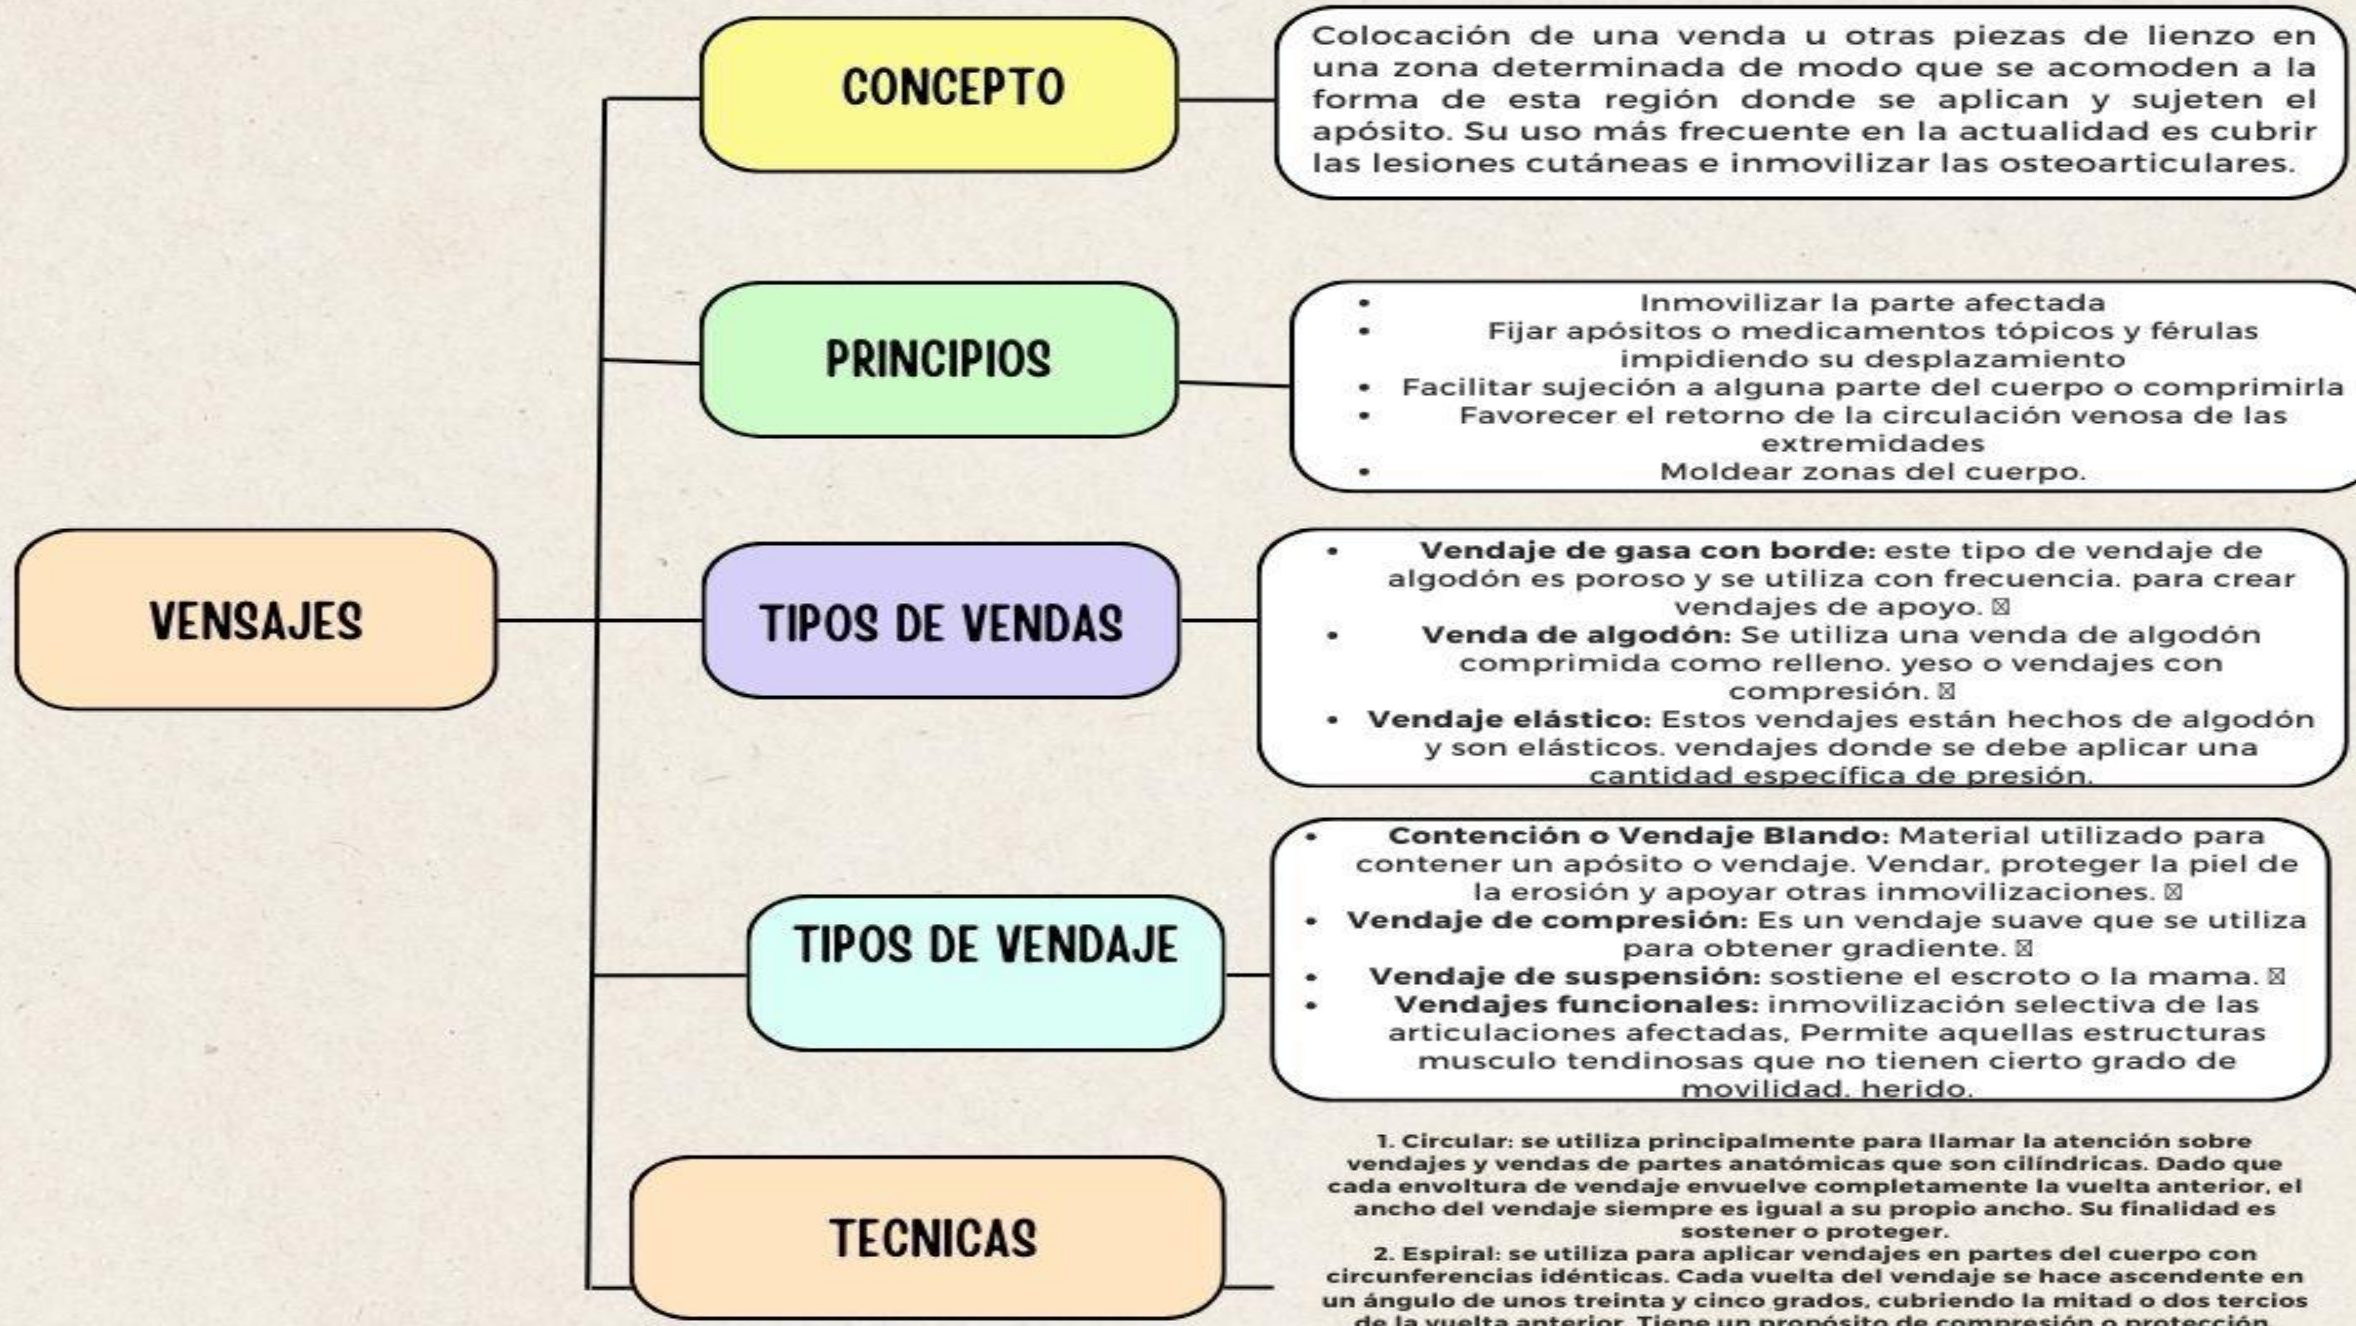 CONCEPTO
Colocación de una venda u otras piezas de lienzo en
una zona determinada de modo que se acomoden a la
forma de esta región donde se aplican y sujeten el
apósito. Su uso más frecuente en la actualidad es cubrir
las lesiones cutáneas e inmovilizar las osteoarticulares.
PRINCIPIOS
• Inmovilizar la parte afectada
• Fijar apósitos o medicamentos tópicos y férulas
impidiendo su desplazamiento
• Facilitar sujeción a alguna parte del cuerpo o comprimirla
• Favorecer el retorno de la circulación venosa de las
extremidades
• Moldear zonas del cuerpo.
VENSAJES
TIPOS DE VENDAS
• Vendaje de gasa con borde: este tipo de vendaje de
algodón es poroso y se utiliza con frecuencia. para crear
vendajes de apoyo. 
• Venda de algodón: Se utiliza una venda de algodón
comprimida como relleno. yeso o vendajes con
compresión. 
• Vendaje elástico: Estos vendajes están hechos de algodón
y son elásticos. vendajes donde se debe aplicar una
cantidad específica de presión.
TIPOS DE VENDAJE
• Contención o Vendaje Blando: Material utilizado para
contener un apósito o vendaje. Vendar, proteger la piel de
la erosión y apoyar otras inmovilizaciones. 
• Vendaje de compresión: Es un vendaje suave que se utiliza
para obtener gradiente. 
• Vendaje de suspensión: sostiene el escroto o la mama. 
• Vendajes funcionales: inmovilización selectiva de las
articulaciones afectadas, Permite aquellas estructuras
musculo tendinosas que no tienen cierto grado de
movilidad. herido.
TECNICAS
1. Circular: se utiliza principalmente para llamar la atención sobre
vendajes y vendas de partes anatómicas que son cilíndricas. Dado que
cada envoltura de vendaje envuelve completamente la vuelta anterior, el
ancho del vendaje siempre es igual a su propio ancho. Su finalidad es
sostener o proteger.
2. Espiral: se utiliza para aplicar vendajes en partes del cuerpo con
circunferencias idénticas. Cada vuelta del vendaje se hace ascendente en
un ángulo de unos treinta y cinco grados, cubriendo la mitad o dos tercios
de la vuelta anterior. Tiene un propósito de compresión o protección.